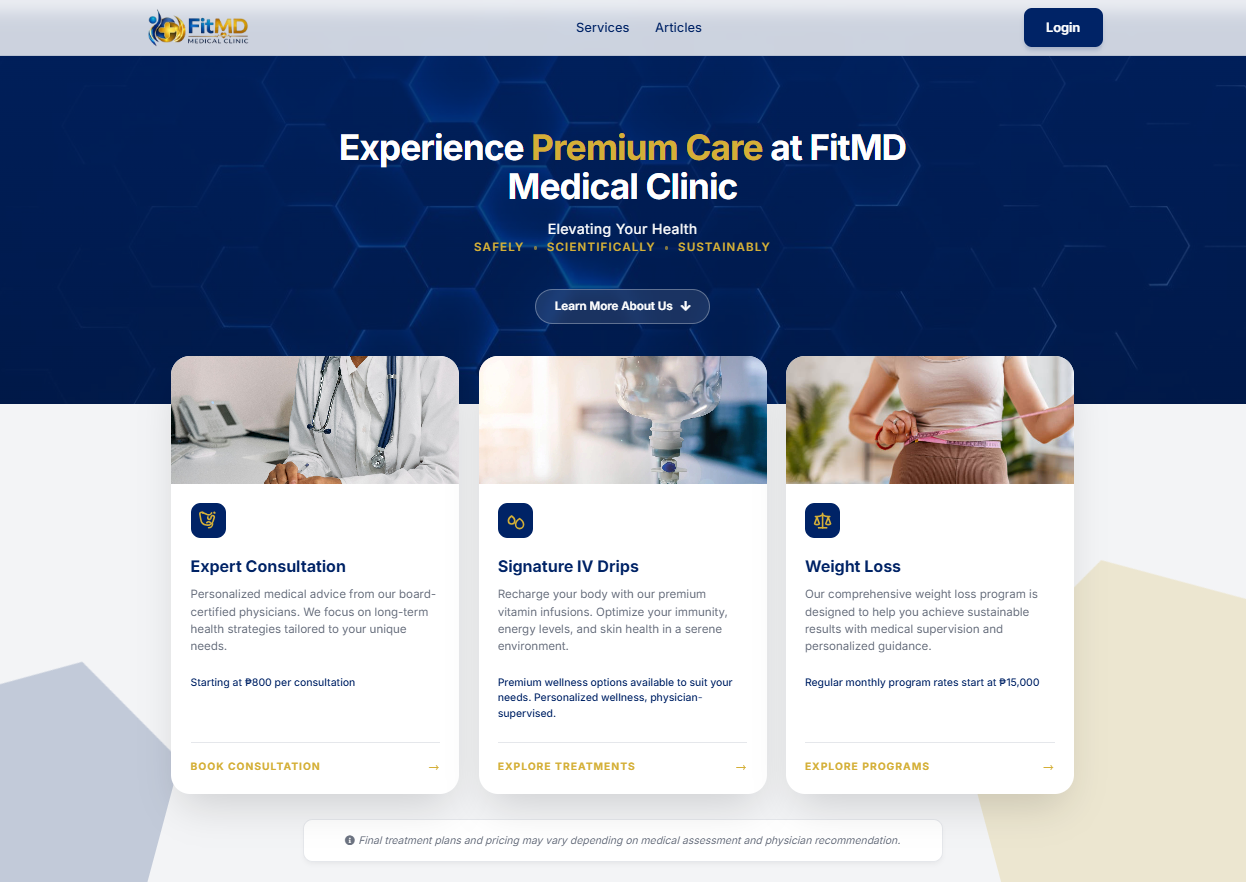 FitMD
MEDICAL CLINIC
Services
Articles
Login
Experience Premium Care at FitMD
Medical Clinic
Elevating Your Health
SAFELY • SCIENTIFICALLY • SUSTAINABLY
Learn More About Us ↓
Expert Consultation
Personalized medical advice from our board-
certified physicians. We focus on long-term
health strategies tailored to your unique
needs.
Starting at ₱800 per consultation
BOOK CONSULTATION →
Signature IV Drips
Recharge your body with our premium
vitamin infusions. Optimize your immunity,
energy levels, and skin health in a serene
environment.
Premium wellness options available to suit your
needs. Personalized wellness, physician-
supervised.
EXPLORE TREATMENTS →
Weight Loss
Our comprehensive weight loss program is
designed to help you achieve sustainable
results with medical supervision and
personalized guidance.
Regular monthly program rates start at ₱15,000
EXPLORE PROGRAMS →
Final treatment plans and pricing may vary depending on medical assessment and physician recommendation.